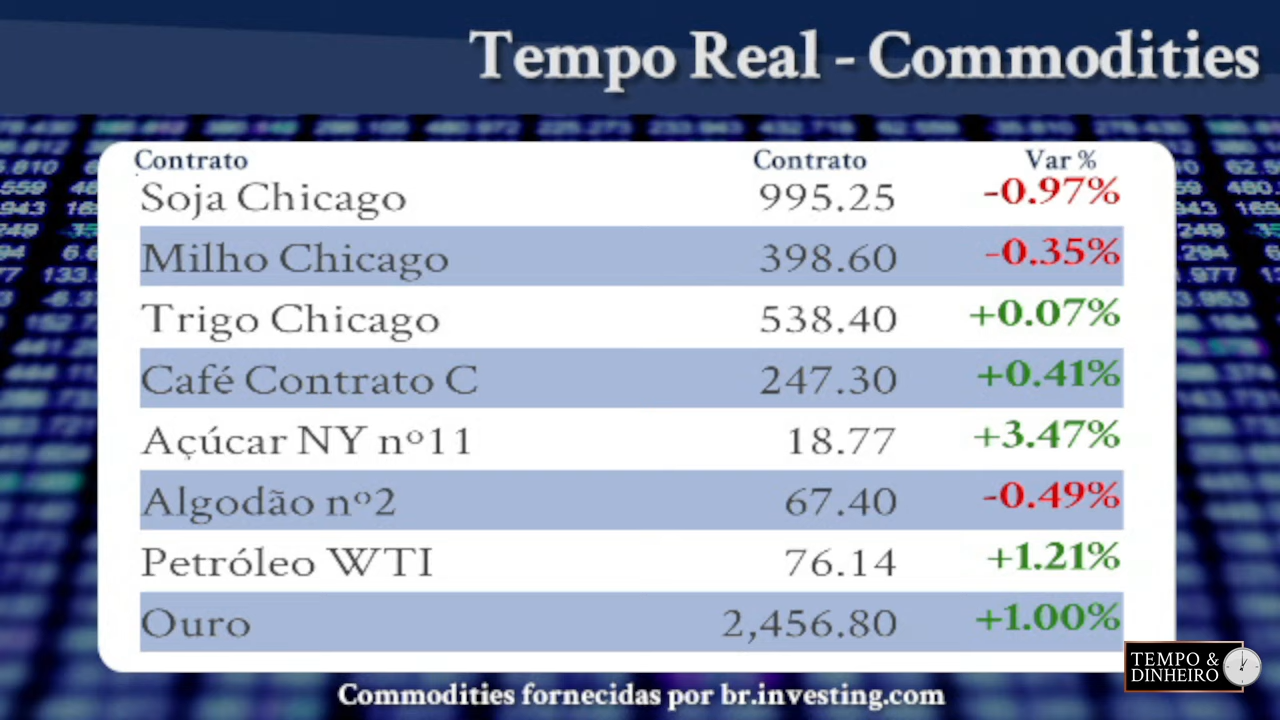 Tempo Real - Commodities
Contrato Contrato Var %
Soja Chicago 995.25 -0.97%
Milho Chicago 398.60 -0.35%
Trigo Chicago 538.40 +0.07%
Café Contrato C 247.30 +0.41%
Açúcar NY nº11 18.77 +3.47%
Algodão nº2 67.40 -0.49%
Petróleo WTI 76.14 +1.21%
Ouro 2,456.80 +1.00%
TEMPO &
DINHEIRO
Commodities fornecidas por br.investing.com